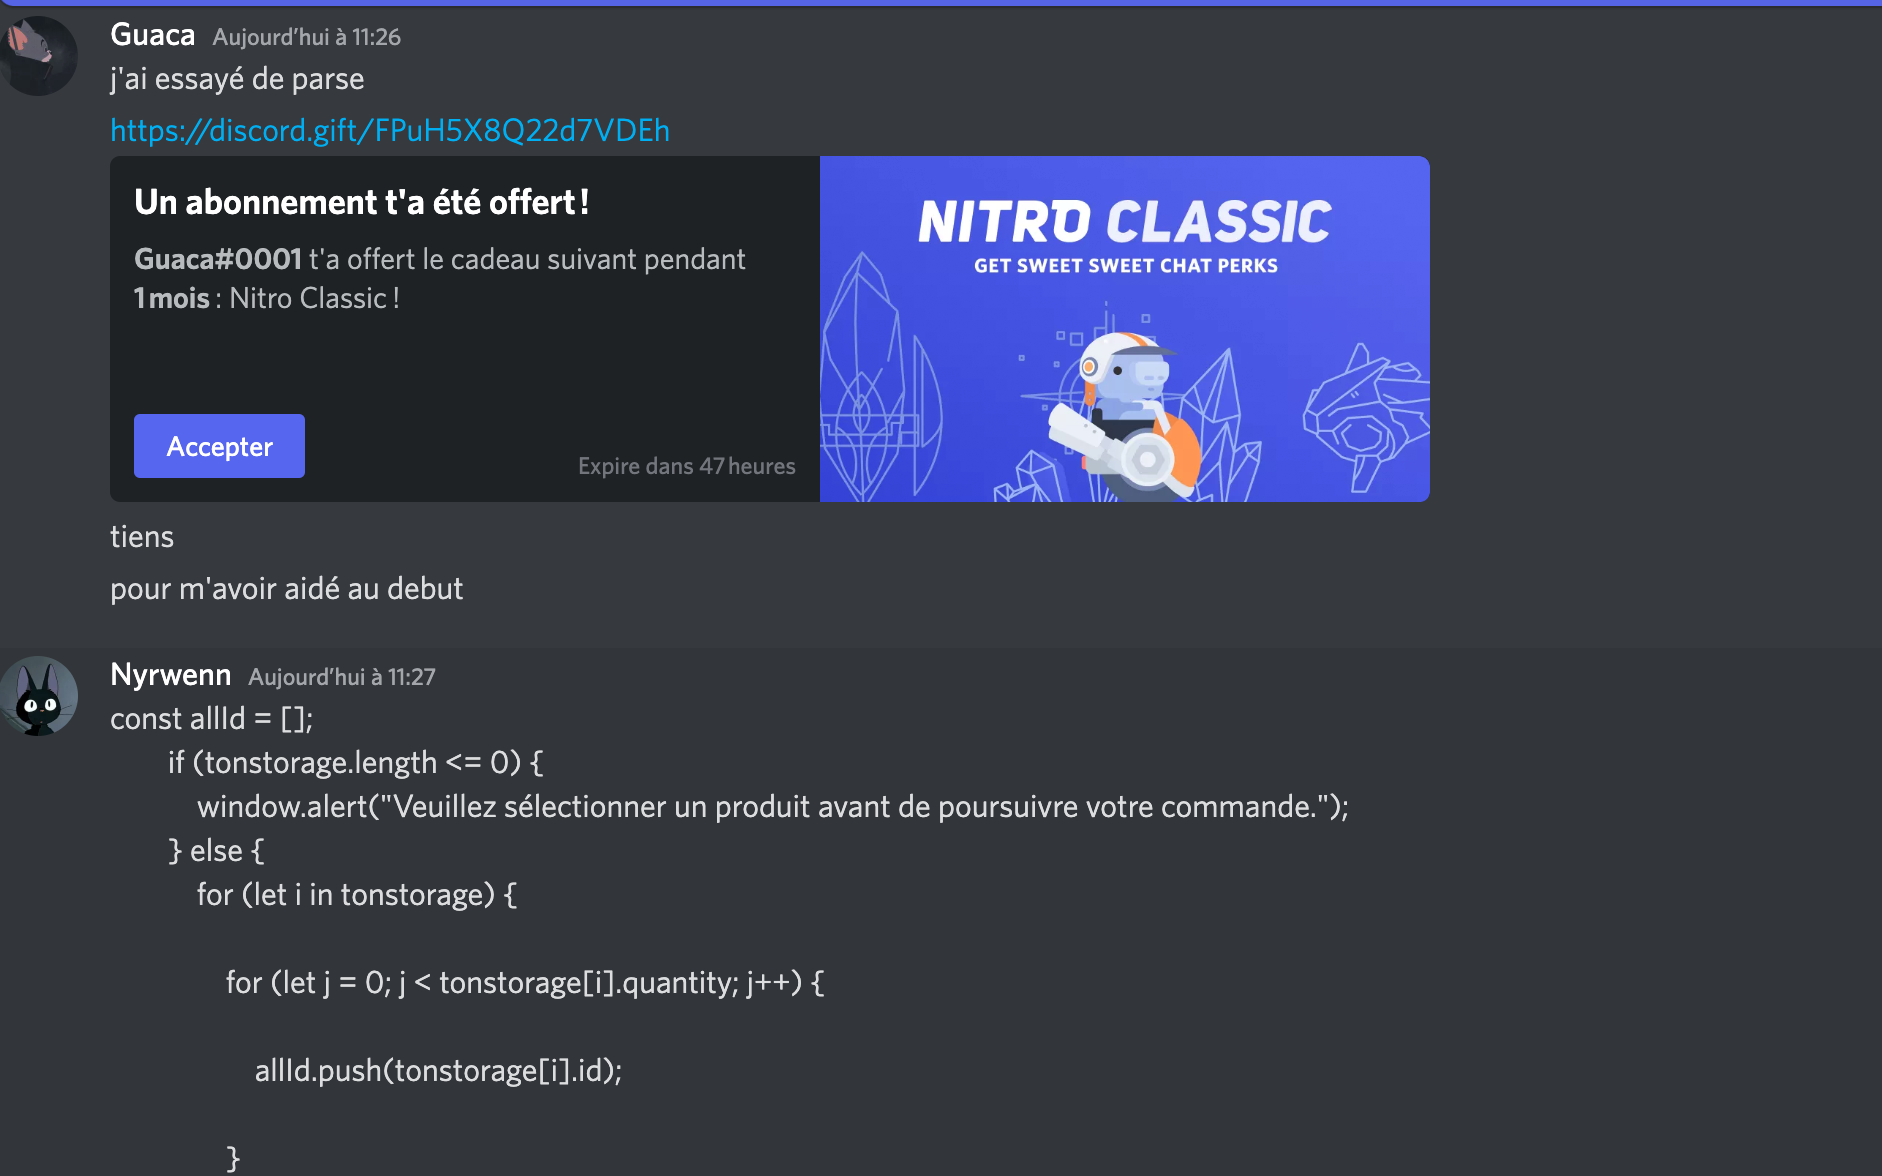 Guaca Aujourd’hui à 11:26
j'ai essayé de parse
https://discord.gift/FPuH5X8Q22d7VDEh
Un abonnement t'a été offert !
Guaca#0001 t'a offert le cadeau suivant pendant
1 mois : Nitro Classic !
Accepter
Expire dans 47 heures
NITRO CLASSIC
GET SWEET SWEET CHAT PERKS
tiens
pour m'avoir aidé au debut
Nyrwenn Aujourd’hui à 11:27
const allId = [];
if (tonstorage.length <= 0) {
window.alert("Veuillez sélectionner un produit avant de poursuivre votre commande.");
} else {
for (let i in tonstorage) {
for (let j = 0; j < tonstorage[i].quantity; j++) {
allId.push(tonstorage[i].id);
}